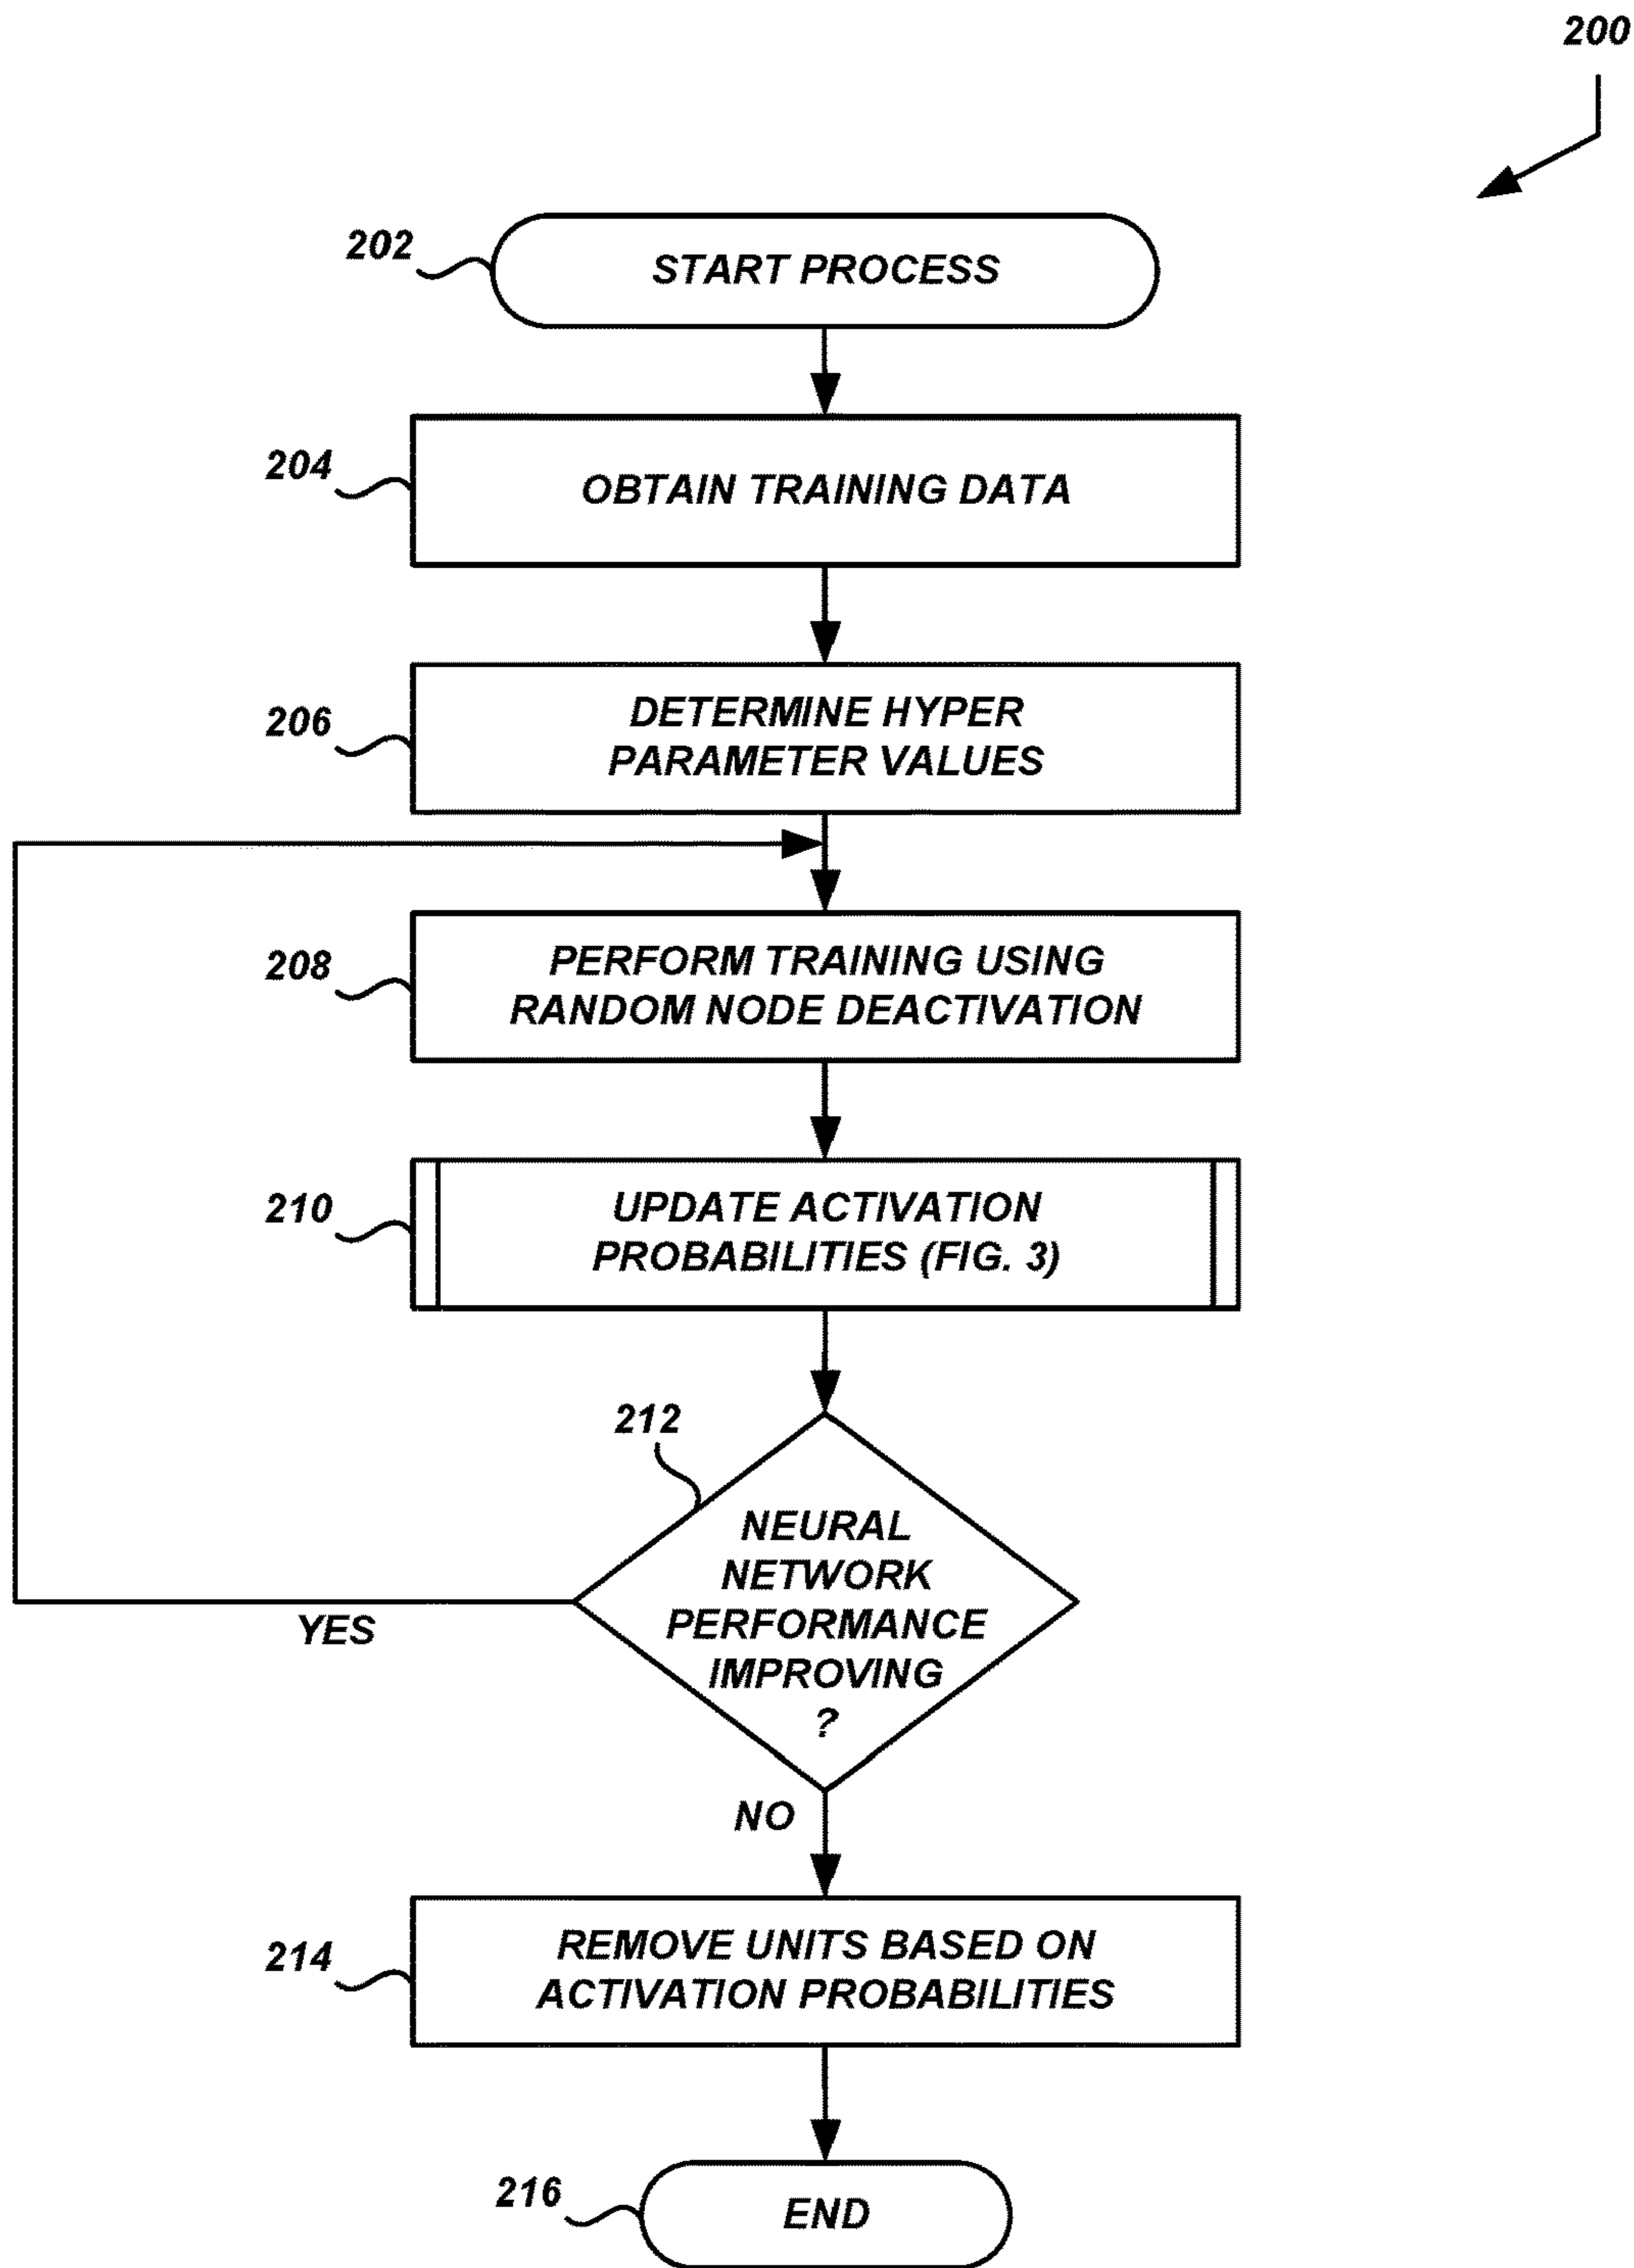 200
202
START PROCESS
204
OBTAIN TRAINING DATA
206
DETERMINE HYPER
PARAMETER VALUES
208
PERFORM TRAINING USING
RANDOM NODE DEACTIVATION
210
UPDATE ACTIVATION
PROBABILITIES (FIG. 3)
212
NEURAL
NETWORK
PERFORMANCE
IMPROVING
?
YES
NO
214
REMOVE UNITS BASED ON
ACTIVATION PROBABILITIES
216
END